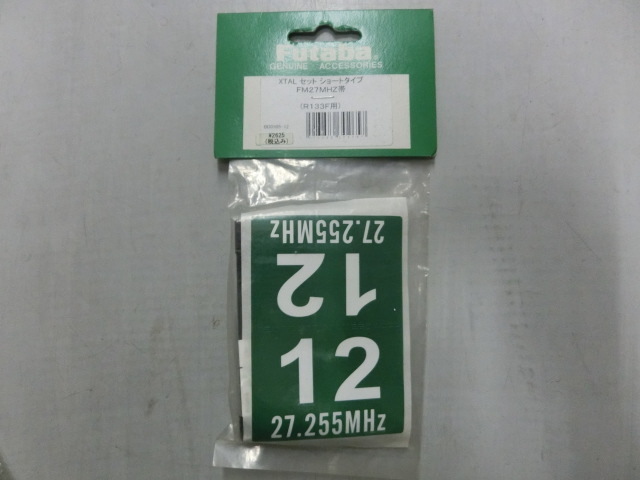 Futaba
GENUINE ACCESSORIES
XTAL セット ショートタイプ
FM27MHZ帯
(R133F用)
¥2625
(税込み)
27.255MHz
12
12
27.255MHz